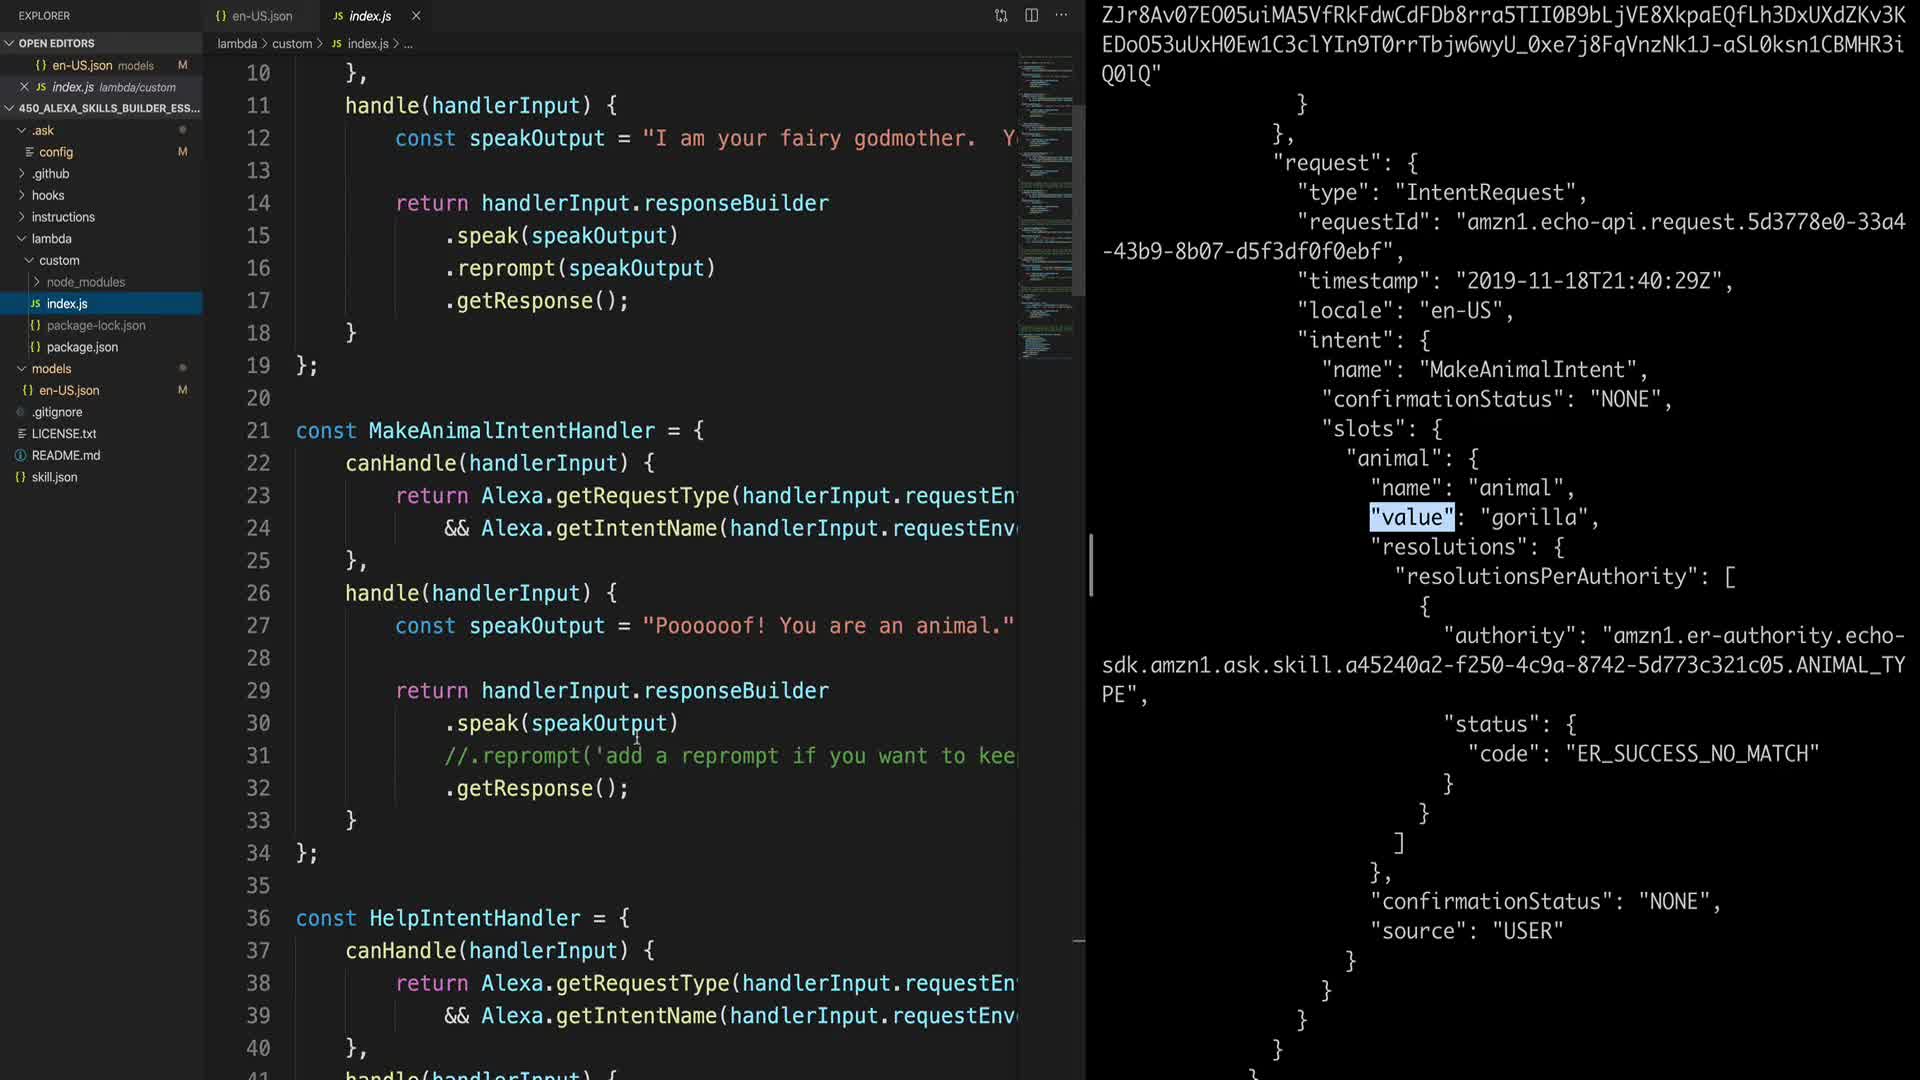 EXPLORER
OPEN EDITORS
{} en-US.json models M
JS index.js lambda/custom
450_ALEXA_SKILLS_BUILDER_ESS...
.ask
config M
.github
hooks
instructions
lambda
custom
node_modules
JS index.js
{} package-lock.json
{} package.json
models
{} en-US.json M
.gitignore
LICENSE.txt
README.md
{} skill.json
{} en-US.json
JS index.js
lambda > custom > JS index.js > ...
10 },
11 handle(handlerInput) {
12 const speakOutput = "I am your fairy godmother. Y
13
14 return handlerInput.responseBuilder
15 .speak(speakOutput)
16 .reprompt(speakOutput)
17 .getResponse();
18 }
19 };
20
21 const MakeAnimalIntentHandler = {
22 canHandle(handlerInput) {
23 return Alexa.getRequestType(handlerInput.requestEn
24 && Alexa.getIntentName(handlerInput.requestEnv
25 },
26 handle(handlerInput) {
27 const speakOutput = "Poooooof! You are an animal."
28
29 return handlerInput.responseBuilder
30 .speak(speakOutput)
31 //.reprompt('add a reprompt if you want to kee
32 .getResponse();
33 }
34 };
35
36 const HelpIntentHandler = {
37 canHandle(handlerInput) {
38 return Alexa.getRequestType(handlerInput.requestEn
39 && Alexa.getIntentName(handlerInput.requestEnv
40 },
41 handle(handlerInput) {
ZJr8Av07EO05uiMA5VfRkFdwCdFDb8rra5TII0B9bLjVE8XkpaEQfLh3DxUXdZKv3K
EDoO53uUxH0Ew1C3clYIn9T0rrTbjw6wyU_0xe7j8FqVnzNk1J-aSL0ksn1CBMHR3i
Q0lQ"
}
},
"request": {
"type": "IntentRequest",
"requestId": "amzn1.echo-api.request.5d3778e0-33a4
-43b9-8b07-d5f3df0f0ebf",
"timestamp": "2019-11-18T21:40:29Z",
"locale": "en-US",
"intent": {
"name": "MakeAnimalIntent",
"confirmationStatus": "NONE",
"slots": {
"animal": {
"name": "animal",
"value": "gorilla",
"resolutions": {
"resolutionsPerAuthority": [
{
"authority": "amzn1.er-authority.echo-
sdk.amzn1.ask.skill.a45240a2-f250-4c9a-8742-5d773c321c05.ANIMAL_TY
PE",
"status": {
"code": "ER_SUCCESS_NO_MATCH"
}
}
]
},
"confirmationStatus": "NONE",
"source": "USER"
}
}
}
}
}